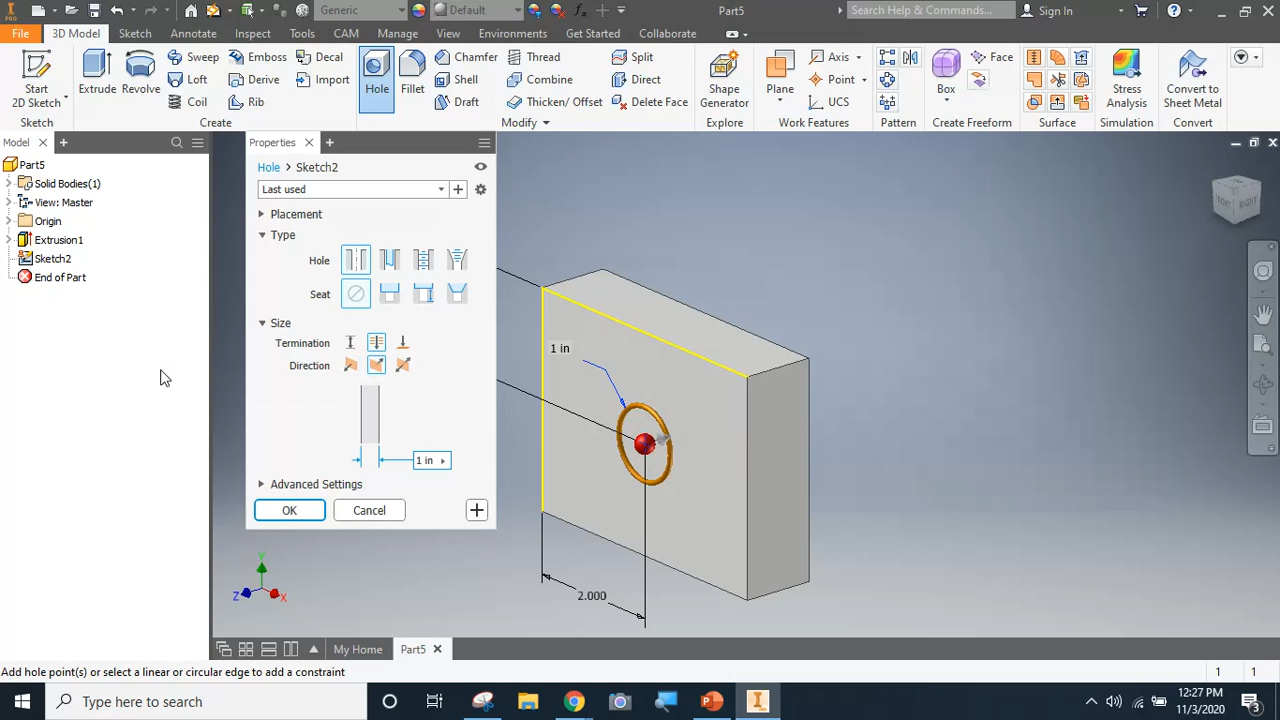 PRO
Generic
Default
fx
Part5
Search Help & Commands...
Sign In
?
File
3D Model
Sketch
Annotate
Inspect
Tools
CAM
Manage
View
Environments
Get Started
Collaborate
Start
2D Sketch
Extrude
Revolve
Sweep
Loft
Coil
Emboss
Derive
Rib
Decal
Import
Hole
Fillet
Chamfer
Shell
Draft
Thread
Combine
Thicken/ Offset
Split
Direct
Delete Face
Shape
Generator
Plane
Axis
Point
UCS
Box
Face
Stress
Analysis
Convert to
Sheet Metal
Sketch
Create
Modify
Explore
Work Features
Pattern
Create Freeform
Surface
Simulation
Convert
Model
Part5
Solid Bodies(1)
View: Master
Origin
Extrusion1
Sketch2
End of Part
Properties
Hole > Sketch2
Last used
Placement
Type
Hole
Seat
Size
Termination
Direction
1 in
Advanced Settings
OK
Cancel
1 in
2.000
FRONT
RIGHT
Y
Z
X
My Home
Part5
Add hole point(s) or select a linear or circular edge to add a constraint
1
1
Type here to search
12:27 PM
11/3/2020
3